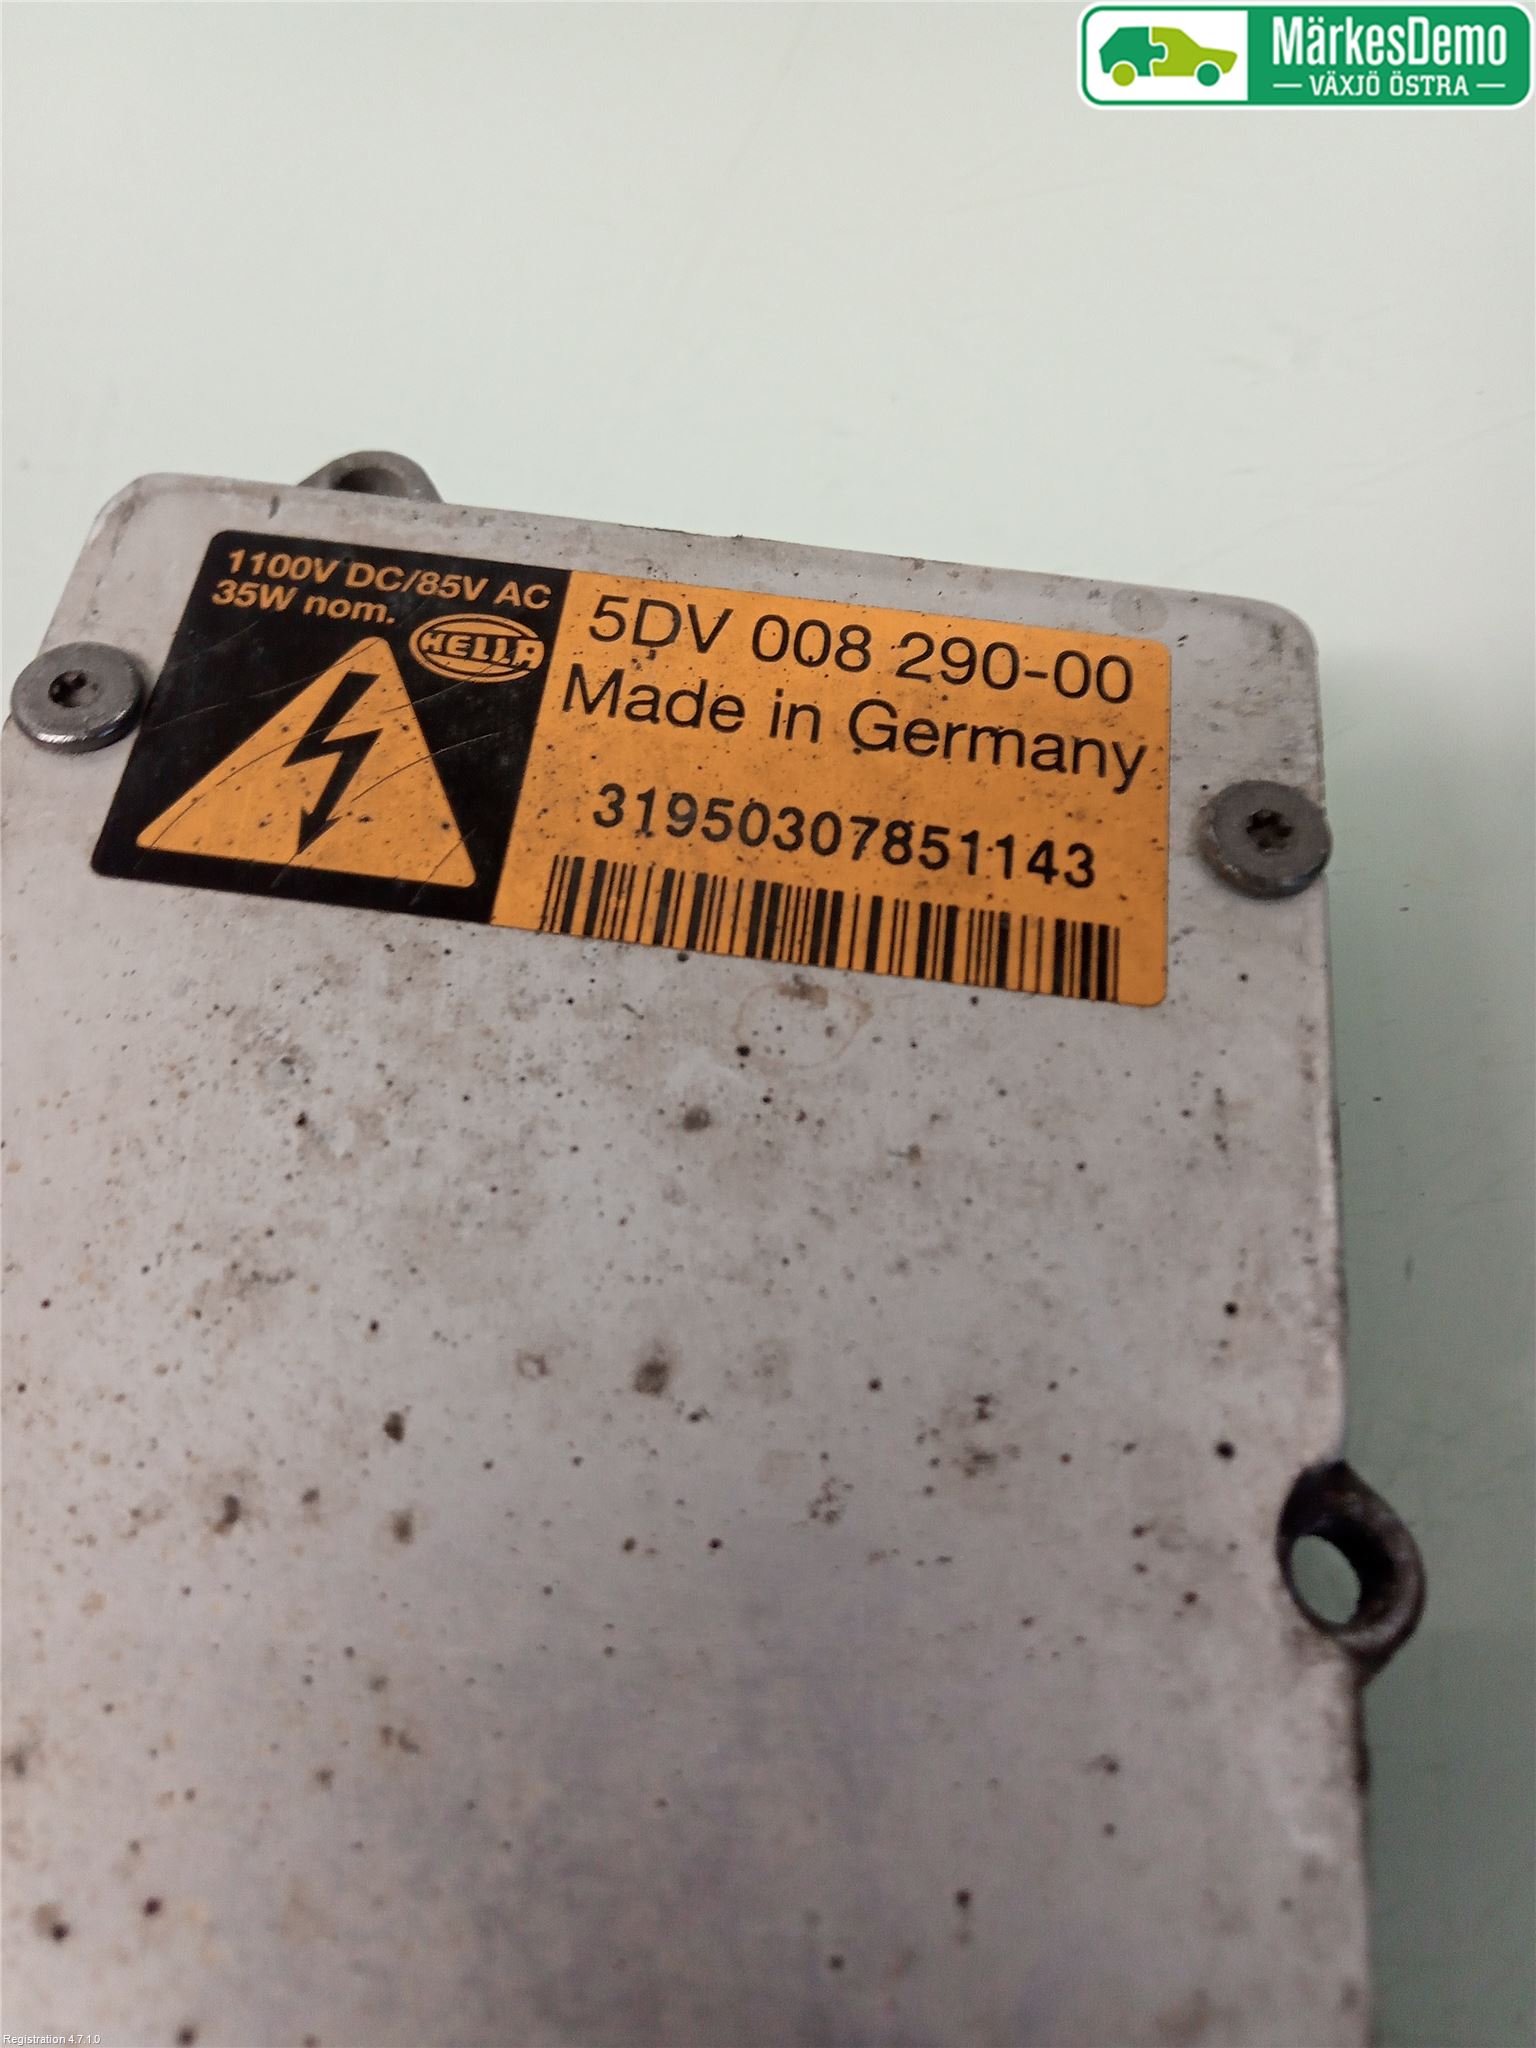 MärkesDemo
VÄXJÖ ÖSTRA
1100V DC/85V AC
35W nom.
HELLA
5DV 008 290-00
Made in Germany
31950307851143
Registration 4.7.1.0